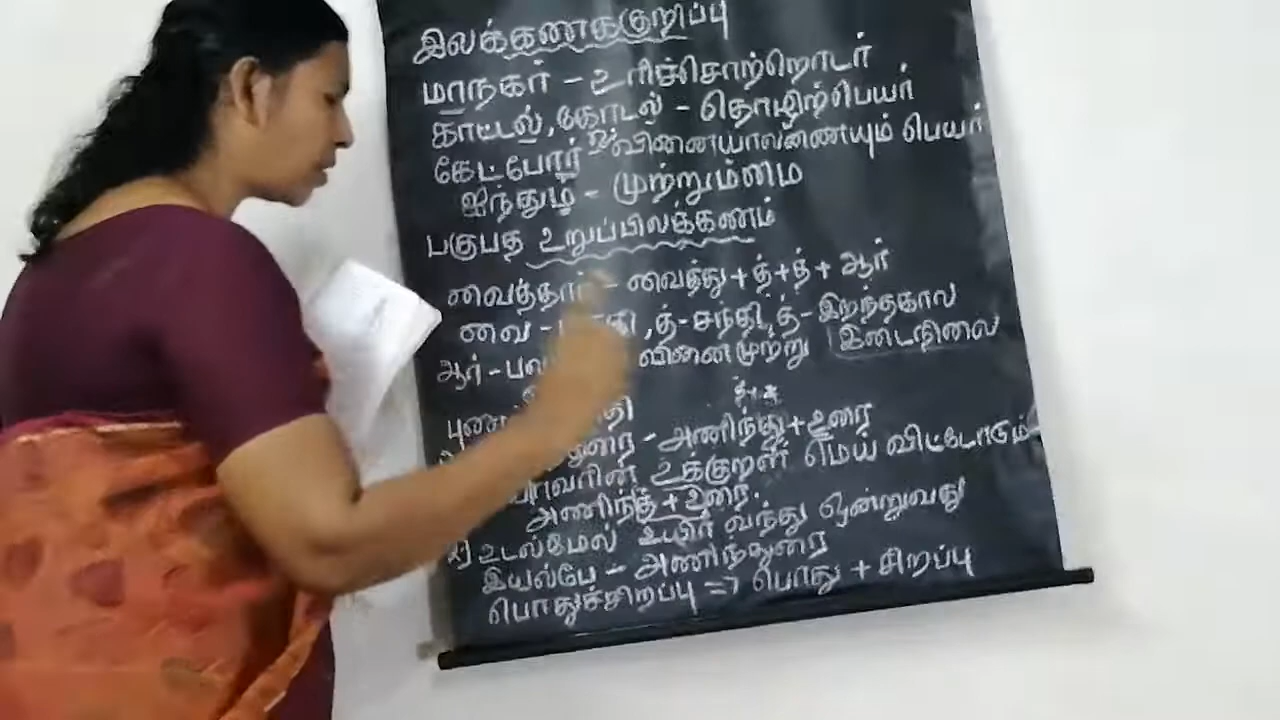 இலக்கணக்குறிப்பு
மாநகர் - உரிச்சொற்றொடர்
காட்டல், கோடல் - தொழிற்பெயர்
கேட்போர் வினையாலணையும் பெயர்
ஐந்தும் - முற்றும்மை
பகுபத உறுப்பிலக்கணம்
வைத்தார் - வைத்து + த் + த் + ஆர்
வை - த்-சந்தி, த்-இறந்தகால
ஆர் - வினைமுற்று இடைநிலை
அணிந்து + உரை
உக்குறள் மெய் விட்டோடும்
அணிந்த் + உரை.
2) உடல்மேல் உயிர் வந்து ஒன்றுவது
இயல்பே - அணிந்துரை
பொதுச்சிறப்பு => பொது + சிறப்பு